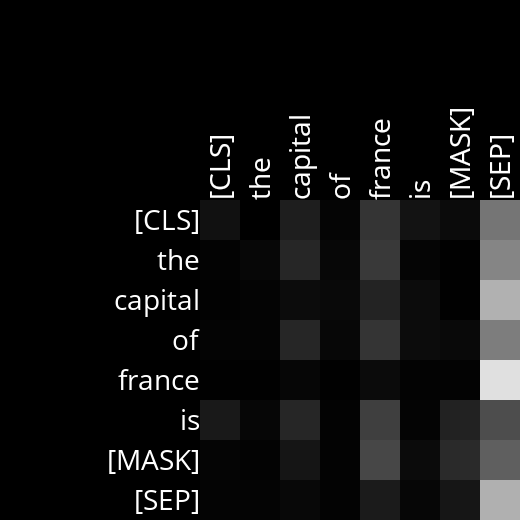 [CLS] the capital of france is [MASK] [SEP]
[CLS]
the
capital
of
france
is
[MASK]
[SEP]